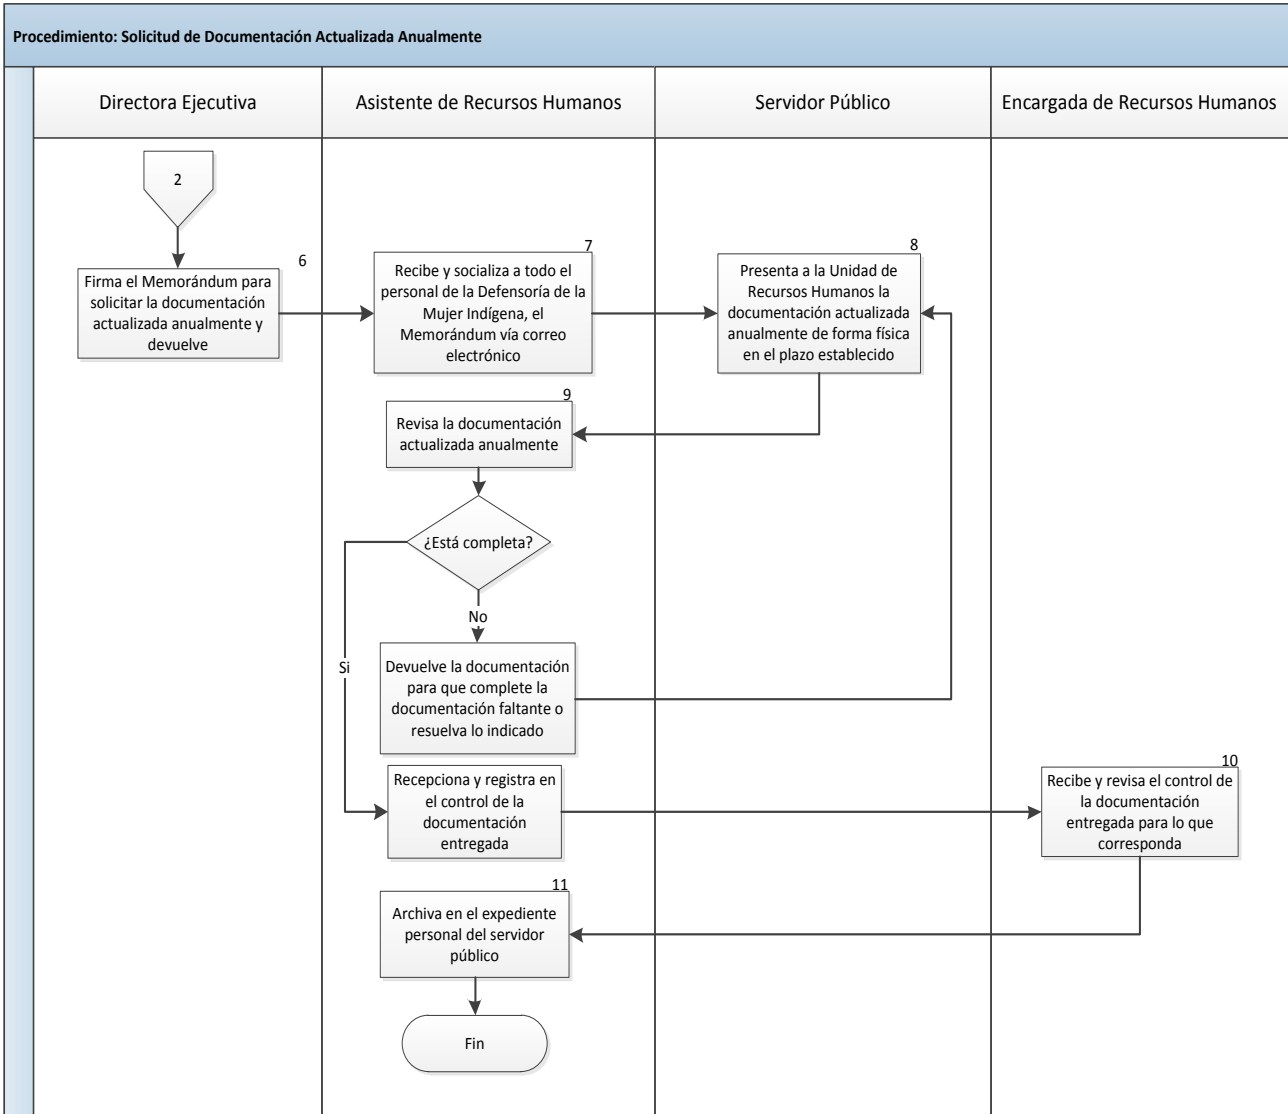 Procedimiento: Solicitud de Documentación Actualizada Anualmente
Directora Ejecutiva
Asistente de Recursos Humanos
Servidor Público
Encargada de Recursos Humanos
2
6
Firma el Memorándum para
solicitar la documentación
actualizada anualmente y
devuelve
7
Recibe y socializa a todo el
personal de la Defensoría de la
Mujer Indígena, el
Memorándum vía correo
electrónico
8
Presenta a la Unidad de
Recursos Humanos la
documentación actualizada
anualmente de forma física
en el plazo establecido
9
Revisa la documentación
actualizada anualmente
¿Está completa?
No
Si
Devuelve la documentación
para que complete la
documentación faltante o
resuelva lo indicado
Recepciona y registra en
el control de la
documentación
entregada
10
Recibe y revisa el control de
la documentación
entregada para lo que
corresponda
11
Archiva en el expediente
personal del servidor
público
Fin